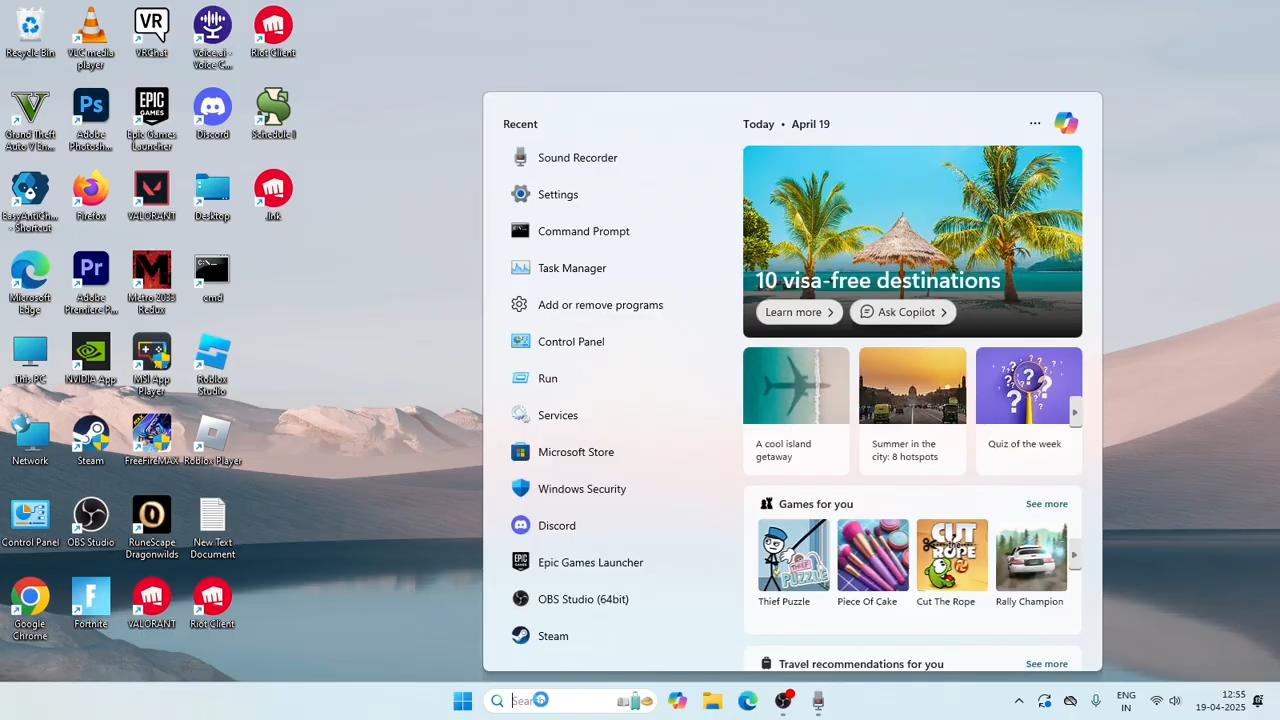 Recycle Bin
VLC media
player
VRChat
Voice.ai -
Voice C...
Riot Client
Grand Theft
Auto V En...
Adobe
Photosh...
Epic Games
Launcher
Discord
Schedule I
EasyAntiCh...
- Shortcut
Firefox
VALORANT
Desktop
.lnk
Microsoft
Edge
Adobe
Premiere P...
Metro 2033
Redux
cmd
This PC
NVIDIA App
MSI App
Player
Roblox
Studio
Network
Steam
FreeFireMAX
Roblox Player
Control Panel
OBS Studio
RuneScape
Dragonwilds
New Text
Document
Google
Chrome
Fortnite
VALORANT
Riot Client
Recent
Sound Recorder
Settings
Command Prompt
Task Manager
Add or remove programs
Control Panel
Run
Services
Microsoft Store
Windows Security
Discord
Epic Games Launcher
OBS Studio (64bit)
Steam
Today • April 19
10 visa-free destinations
Learn more
Ask Copilot
A cool island
getaway
Summer in the
city: 8 hotspots
Quiz of the week
Games for you
See more
Thief Puzzle
Piece Of Cake
Cut The Rope
Rally Champion
Travel recommendations for you
See more
ENG
IN
12:55
19-04-2025